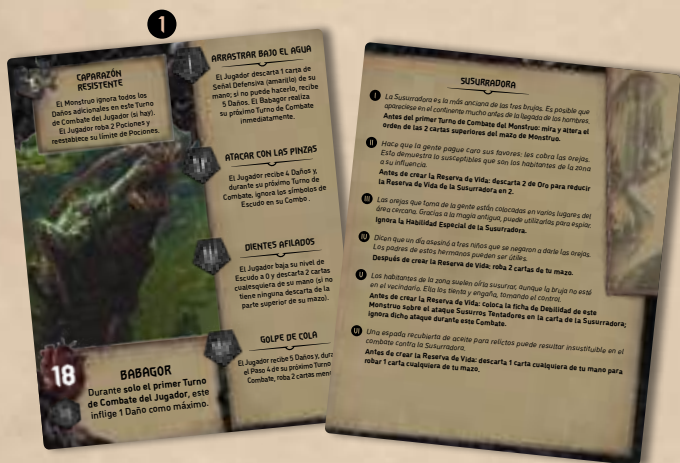 1
CAPARAZÓN
RESISTENTE
El Monstruo ignora todos los
Daños adicionales en este Turno
de Combate del Jugador (si hay).
El Jugador roba 2 Pociones y
reestablece su límite de Pociones.
18
BABAGOR
Durante solo el primer Turno
de Combate del Jugador, este
inflige 1 Daño como máximo.
ARRASTRAR BAJO EL AGUA
El Jugador descarta 1 carta de
Señal Defensiva (amarillo) de su
mano; si no puede hacerlo, recibe
5 Daños. El Babagor realiza
su próximo Turno de Combate
inmediatamente.
ATACAR CON LAS PINZAS
El Jugador recibe 4 Daños y,
durante su próximo Turno de
Combate, ignora los símbolos de
Escudo en su Combo.
DIENTES AFILADOS
El Jugador baja su nivel de
Escudo a 0 y descarta 2 cartas
cualesquiera de su mano (si no
tiene ninguna descarta de la
parte superior de su mazo).
GOLPE DE COLA
El Jugador recibe 5 Daños y, dura
el Paso 4 de su próximo Turno
Combate, roba 2 cartas meno
SUSURRADORA
I La Susurradora es la más anciana de las tres brujas. Es posible que
apareciese en el continente mucho antes de la llegada de los hombres.
Antes del primer Turno de Combate del Monstruo: mira y altera el
orden de las 2 cartas superiores del mazo de Monstruo.
II Hace que la gente pague caro sus favores: les cobra las orejas.
Esto demuestra lo susceptibles que son los habitantes de la zona
a su influencia.
Antes de crear la Reserva de Vida: descarta 2 de Oro para reducir
la Reserva de Vida de la Susurradora en 2.
III Las orejas que toma de la gente están colocadas en varios lugares del
área cercana. Gracias a la magia antigua, puede utilizarlas para espiar.
Ignora la Habilidad Especial de la Susurradora.
IV Dicen que un día asesinó a tres niños que se negaron a darle las orejas.
Los padres de estos hermanos pueden ser útiles.
Después de crear la Reserva de Vida: roba 2 cartas de tu mazo.
V Los habitantes de la zona suelen oírla susurrar, aunque la bruja no esté
en el vecindario. Ella los tienta y engaña, tomando el control.
Antes de crear la Reserva de Vida: coloca la ficha de Debilidad de este
Monstruo sobre el ataque Susurros Tentadores en la carta de la Susurradora;
ignora dicho ataque durante este Combate.
VI Una espada recubierta de aceite para relictos puede resultar insustituible en el
combate contra la Susurradora.
Antes de crear la Reserva de Vida: descarta 1 carta cualquiera de tu mano para
robar 1 carta cualquiera de tu mazo.